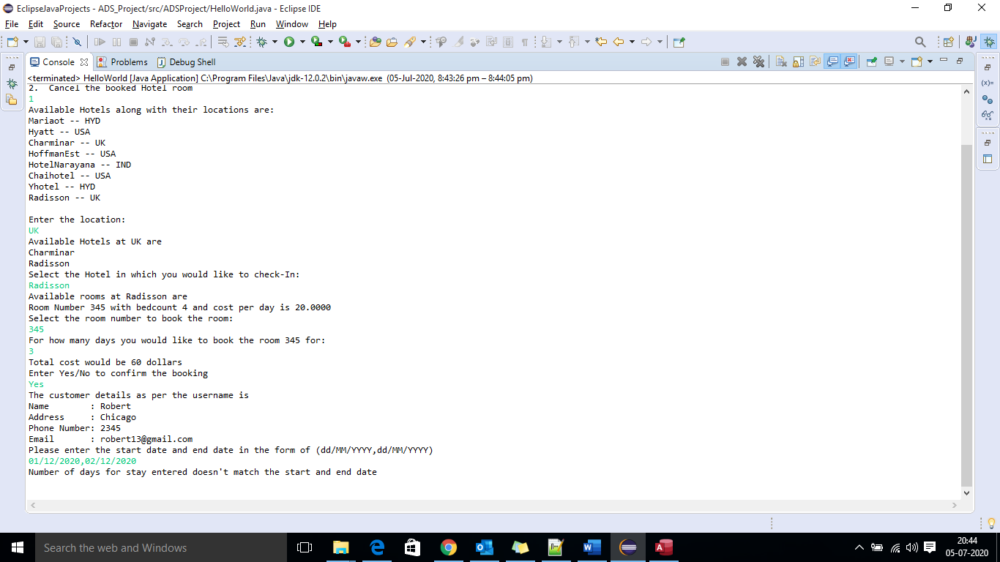 EclipseJavaProjects - ADS_Project/src/ADSProject/HelloWorld.java - Eclipse IDE
File Edit Source Refactor Navigate Search Project Run Window Help
Console Problems Debug Shell
<terminated> HelloWorld [Java Application] C:\Program Files\Java\jdk-12.0.2\bin\javaw.exe (05-Jul-2020, 8:43:26 pm – 8:44:05 pm)
2.  Cancel the booked Hotel room
1
Available Hotels along with their locations are:
Mariaot -- HYD
Hyatt -- USA
Charminar -- UK
HoffmanEst -- USA
HotelNarayana -- IND
Chaihotel -- USA
Yhotel -- HYD
Radisson -- UK
Enter the location:
UK
Available Hotels at UK are
Charminar
Radisson
Select the Hotel in which you would like to check-In:
Radisson
Available rooms at Radisson are
Room Number 345 with bedcount 4 and cost per day is 20.0000
Select the room number to book the room:
345
For how many days you would like to book the room 345 for:
3
Total cost would be 60 dollars
Enter Yes/No to confirm the booking
Yes
The customer details as per the username is
Name        : Robert
Address     : Chicago
Phone Number: 2345
Email       : robert13@gmail.com
Please enter the start date and end date in the form of (dd/MM/YYYY,dd/MM/YYYY)
01/12/2020,02/12/2020
Number of days for stay entered doesn't match the start and end date
Search the web and Windows
20:44
05-07-2020